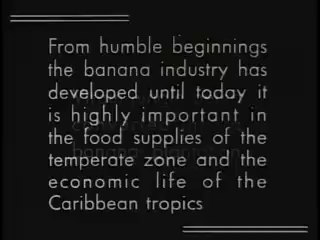 From humble beginnings
the banana industry has
developed until today it
is highly important in
the food supplies of the
temperate zone and the
economic life of the
Caribbean tropics